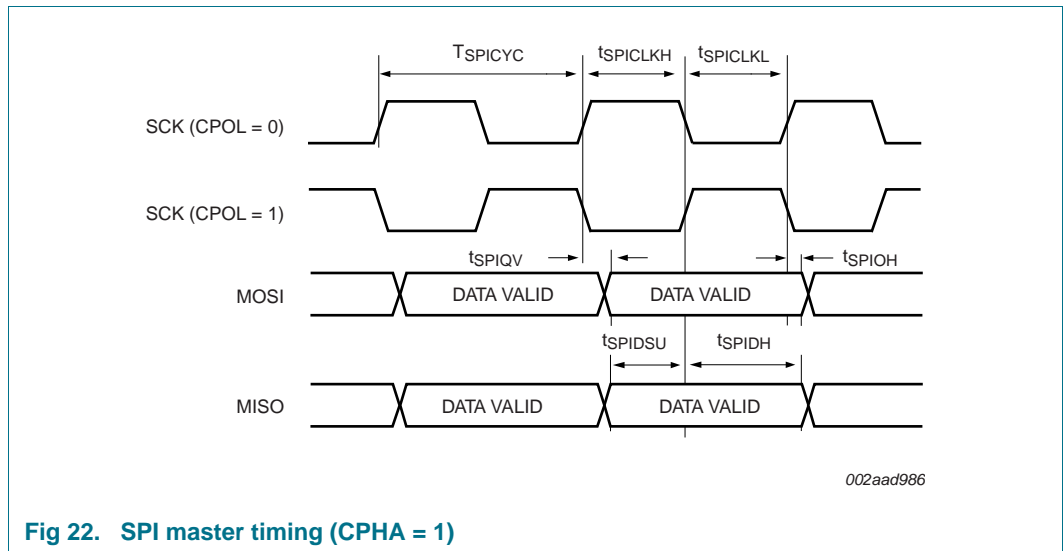 TSPICYC tSPICLKH tSPICLKL
SCK (CPOL = 0)
SCK (CPOL = 1)
tSPIQV tSPIOH
MOSI DATA VALID DATA VALID
tSPIDSU tSPIDH
MISO DATA VALID DATA VALID
002aad986
Fig 22. SPI master timing (CPHA = 1)